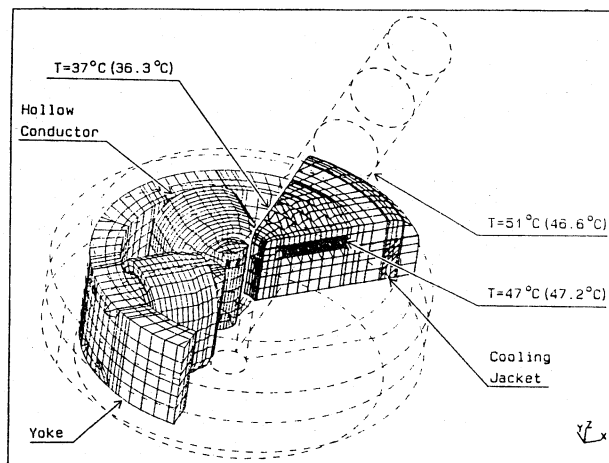 T=37°C(36.3°C)
Hollow
Conductor
T=51°C(46.6°C)
T=47°C(47.2°C)
Cooling
Jacket
Yoke
Y Z
X